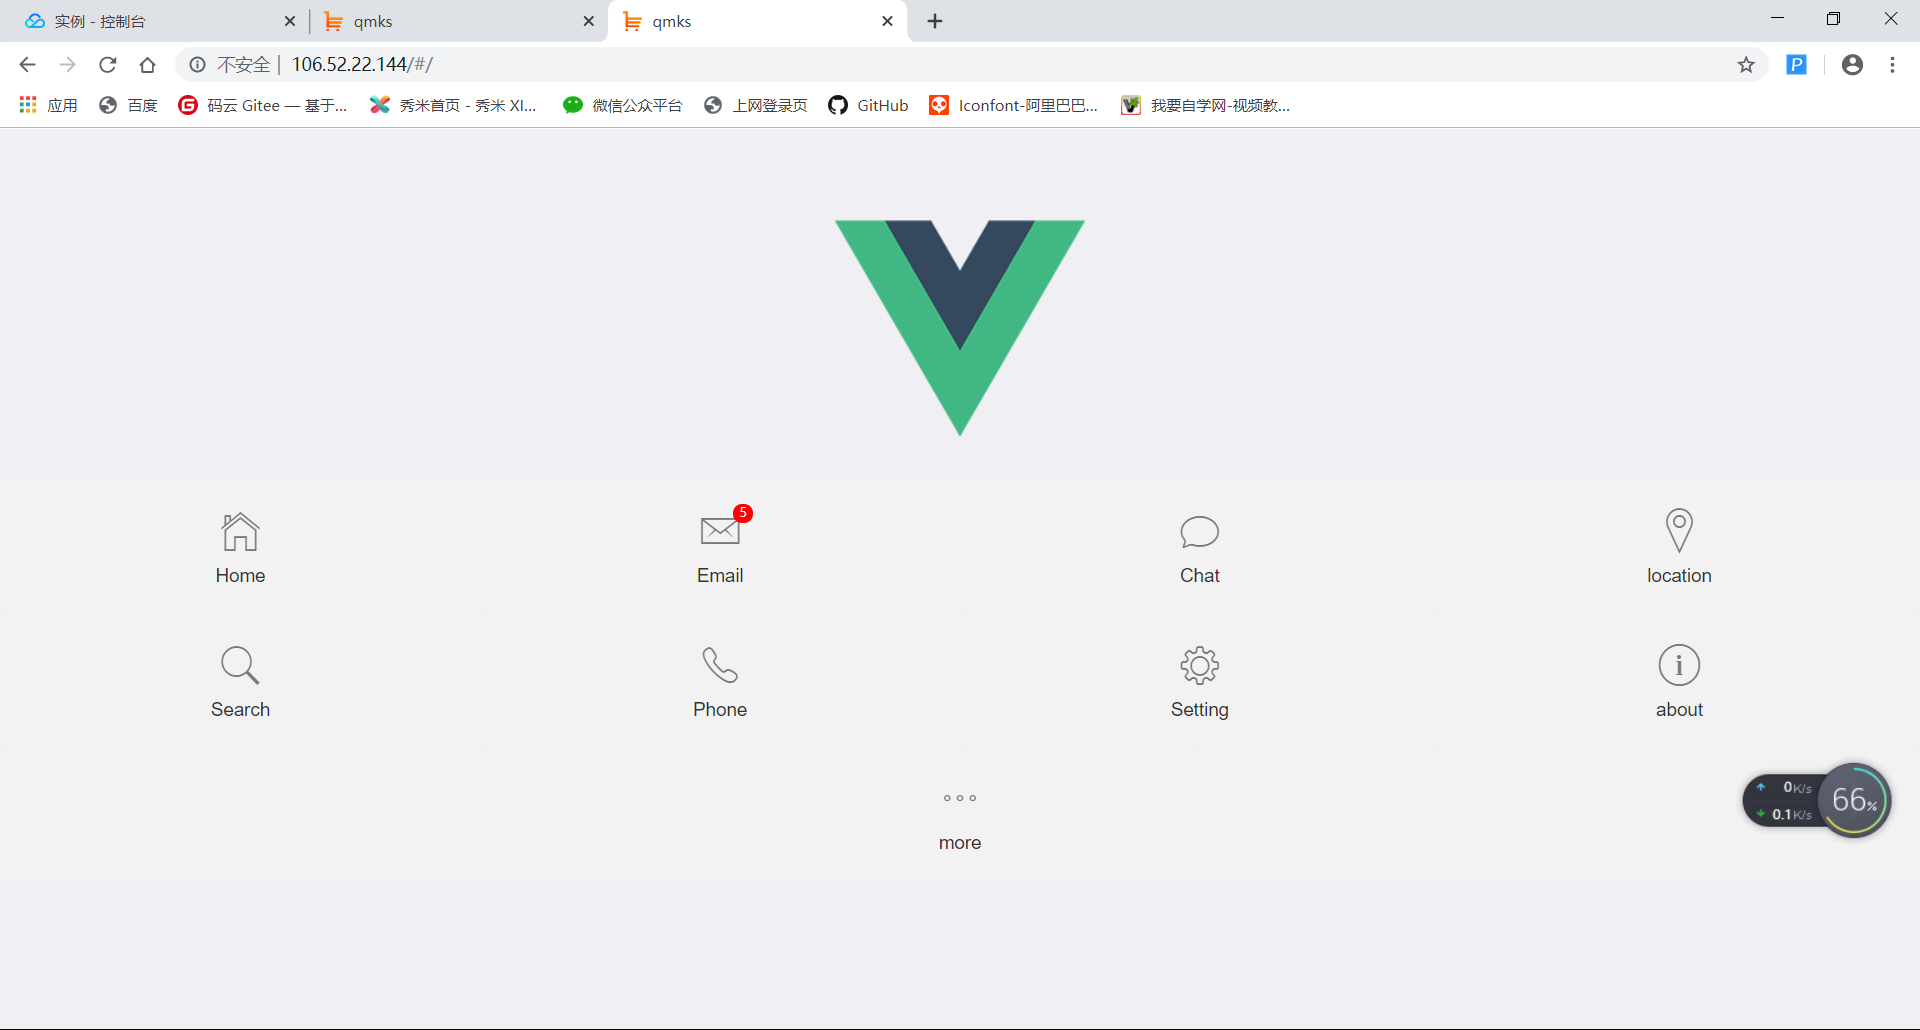 实例 - 控制台
qmks
qmks
不安全 | 106.52.22.144/#/
P
应用
百度
码云 Gitee — 基于...
秀米首页 - 秀米 XI...
微信公众平台
上网登录页
GitHub
Iconfont-阿里巴巴...
我要自学网-视频教...
5
Home
Email
Chat
location
Search
Phone
Setting
about
more
0K/s
0.1K/s
66%